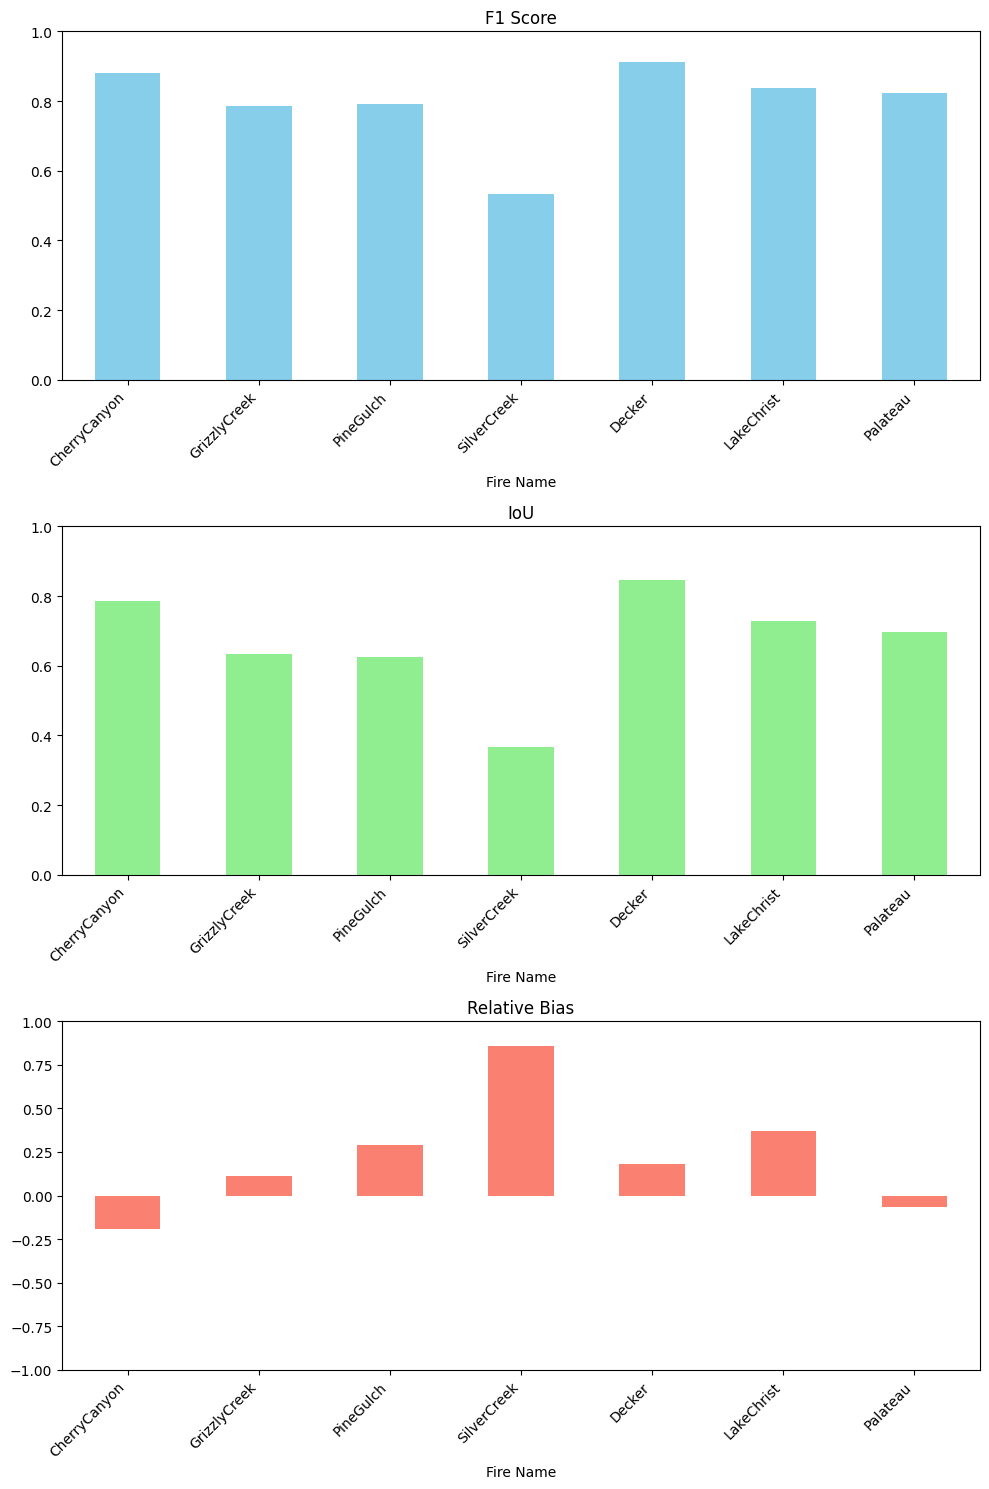 F1 Score
1.0
0.8
0.6
0.4
0.2
0.0
CherryCanyon
GrizzlyCreek
PineGulch
SilverCreek
Decker
LakeChrist
Palateau
Fire Name
IoU
1.0
0.8
0.6
0.4
0.2
0.0
CherryCanyon
GrizzlyCreek
PineGulch
SilverCreek
Decker
LakeChrist
Palateau
Fire Name
Relative Bias
1.00
0.75
0.50
0.25
0.00
−0.25
−0.50
−0.75
−1.00
CherryCanyon
GrizzlyCreek
PineGulch
SilverCreek
Decker
LakeChrist
Palateau
Fire Name